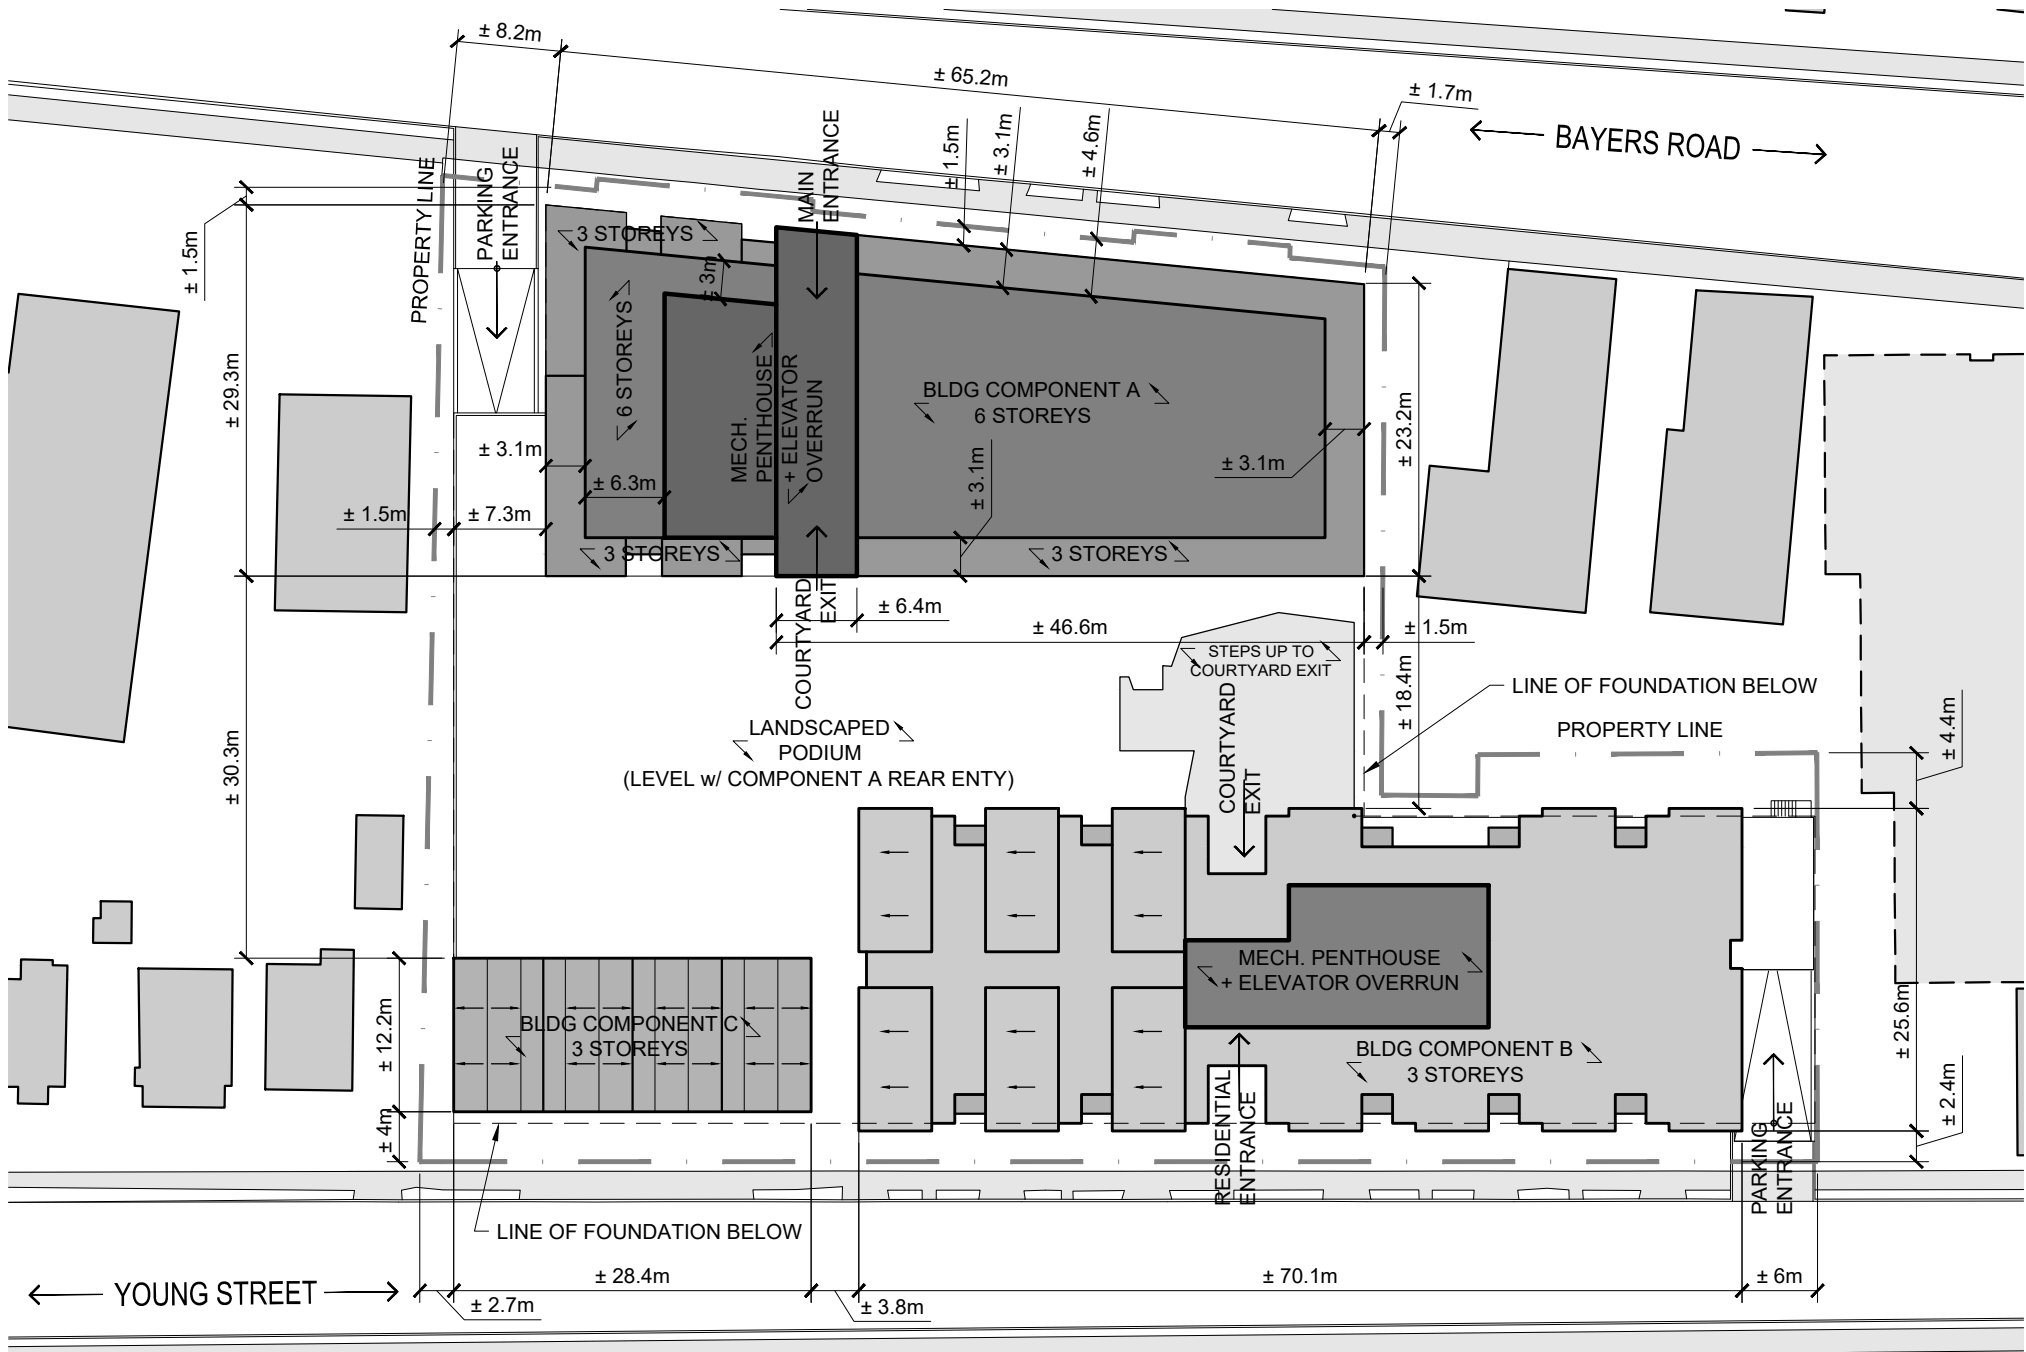 ± 8.2m
± 65.2m
± 1.7m
BAYERS ROAD
± 1.5m
± 3.1m
± 4.6m
MAIN
ENTRANCE
PARKING
ENTRANCE
PROPERTY LINE
± 1.5m
3 STOREYS
± 3m
6 STOREYS
MECH.
PENTHOUSE
+ ELEVATOR
OVERRUN
BLDG COMPONENT A
6 STOREYS
± 29.3m
± 23.2m
± 3.1m
± 6.3m
± 3.1m
± 3.1m
± 1.5m
± 7.3m
3 STOREYS
3 STOREYS
COURTYARD
EXIT
± 6.4m
± 46.6m
± 1.5m
STEPS UP TO
COURTYARD EXIT
± 18.4m
LINE OF FOUNDATION BELOW
PROPERTY LINE
± 4.4m
LANDSCAPED
PODIUM
(LEVEL w/ COMPONENT A REAR ENTY)
COURTYARD
EXIT
± 30.3m
MECH. PENTHOUSE
+ ELEVATOR OVERRUN
± 12.2m
BLDG COMPONENT C
3 STOREYS
BLDG COMPONENT B
3 STOREYS
± 25.6m
± 2.4m
± 4m
RESIDENTIAL
ENTRANCE
PARKING
ENTRANCE
LINE OF FOUNDATION BELOW
YOUNG STREET
± 28.4m
± 70.1m
± 6m
± 2.7m
± 3.8m